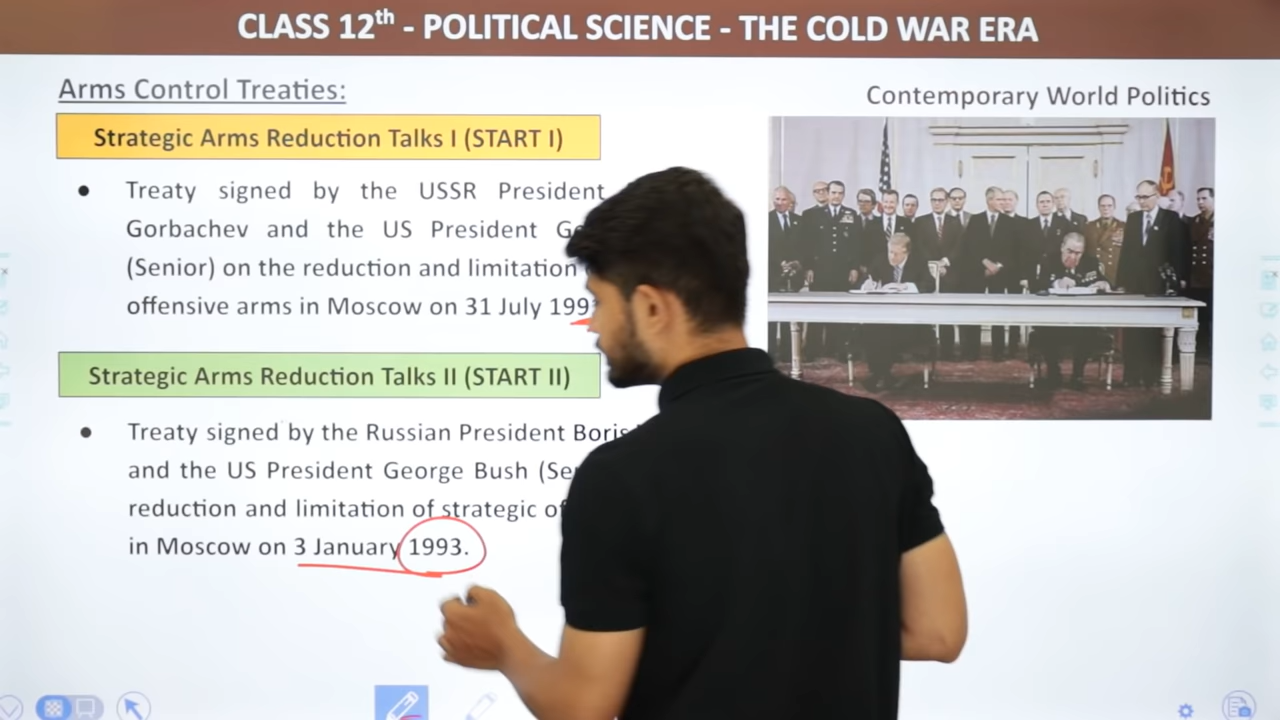 CLASS 12th - POLITICAL SCIENCE - THE COLD WAR ERA
Arms Control Treaties:
Contemporary World Politics
Strategic Arms Reduction Talks I (START I)
Treaty signed by the USSR President
Gorbachev and the US President
(Senior) on the reduction and limitation
offensive arms in Moscow on 31 July
Strategic Arms Reduction Talks II (START II)
Treaty signed by the Russian President Boris
and the US President George Bush
reduction and limitation of strategic
in Moscow on 3 January 1993.